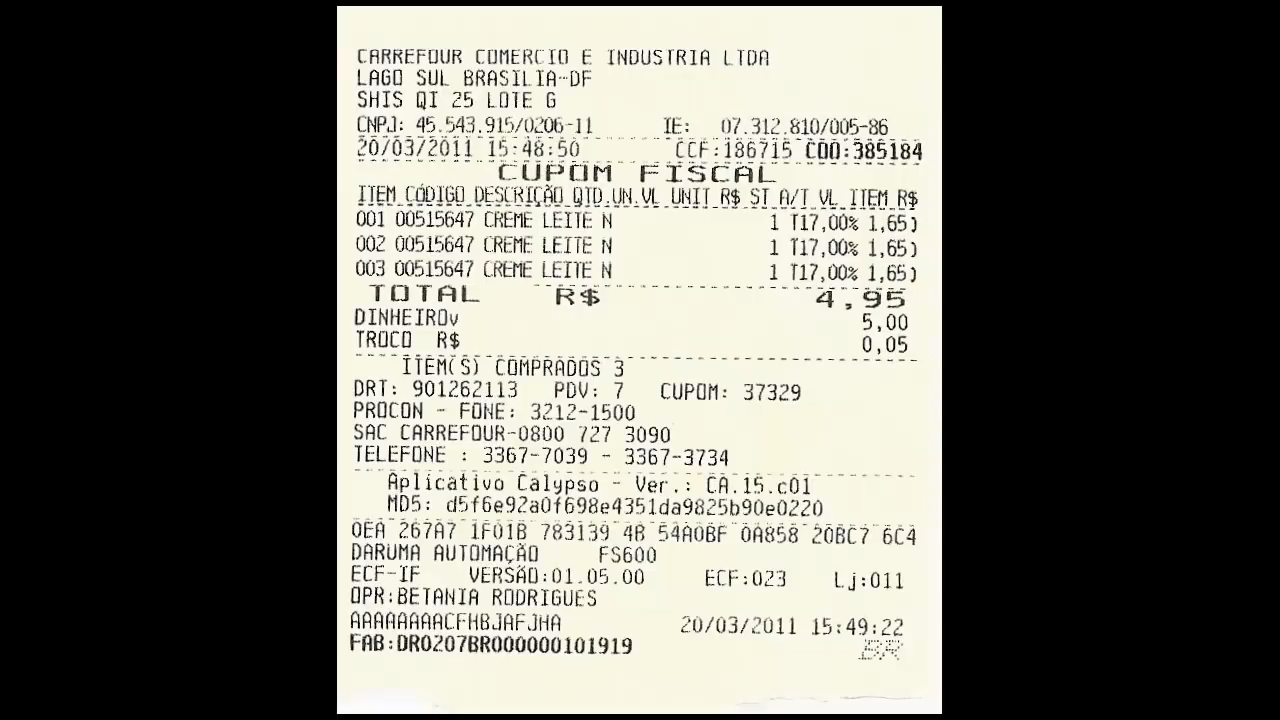 CARREFOUR COMERCIO E INDUSTRIA LTDA
LAGO SUL BRASILIA-DF
SHIS QI 25 LOTE G
CNPJ: 45.543.915/0206-11 IE: 07.312.810/005-86
20/03/2011 15:48:50 CCF:186715 COO:385184
CUPOM FISCAL
ITEM CÓDIGO DESCRIÇÃO QTD.UN.VL UNIT R$ ST A/T VL ITEM R$
001 00515647 CREME LEITE N 1 T17,00% 1,65)
002 00515647 CREME LEITE N 1 T17,00% 1,65)
003 00515647 CREME LEITE N 1 T17,00% 1,65)
TOTAL R$ 4,95
DINHEIROv 5,00
TROCO R$ 0,05
ITEM(S) COMPRADOS 3
DRT: 901262113 PDV: 7 CUPOM: 37329
PROCON - FONE: 3212-1500
SAC CARREFOUR-0800 727 3090
TELEFONE : 3367-7039 - 3367-3734
Aplicativo Calypso - Ver.: CA.15.c01
MD5: d5f6e92a0f698e4351da9825b90e0220
0EA 267A7 1F01B 783139 4B 54A0BF 0A858 20BC7 6C4
DARUMA AUTOMAÇÃO FS600
ECF-IF VERSÃO:01.05.00 ECF:023 Lj:011
OPR:BETANIA RODRIGUES
AAAAAAAACFHBJAFJHA 20/03/2011 15:49:22
FAB:DR0207BR000000101919
BR